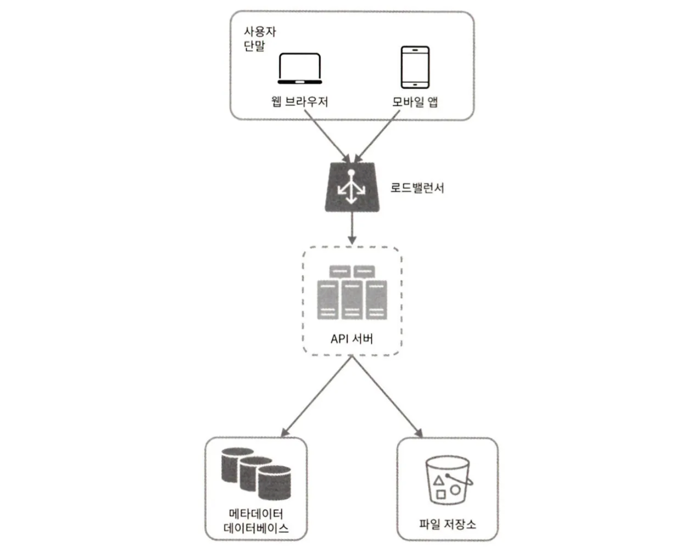 사용자
단말
웹 브라우저
모바일 앱
로드밸런서
API 서버
메타데이터
데이터베이스
파일 저장소